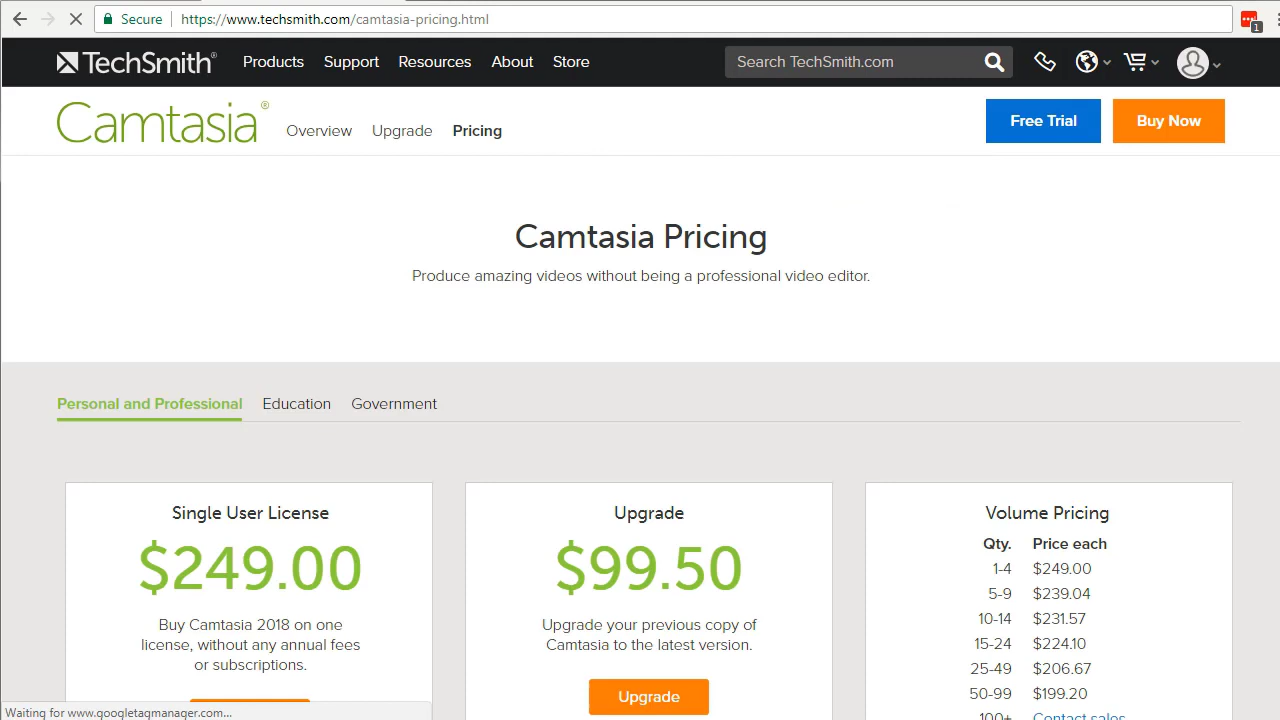 Secure https://www.techsmith.com/camtasia-pricing.html
1
TechSmith® Products Support Resources About Store Search TechSmith.com
Camtasia® Overview Upgrade Pricing Free Trial Buy Now
Camtasia Pricing
Produce amazing videos without being a professional video editor.
Personal and Professional Education Government
Single User License
$249.00
Buy Camtasia 2018 on one
license, without any annual fees
or subscriptions.
Upgrade
$99.50
Upgrade your previous copy of
Camtasia to the latest version.
Upgrade
Volume Pricing
Qty. Price each
1-4 $249.00
5-9 $239.04
10-14 $231.57
15-24 $224.10
25-49 $206.67
50-99 $199.20
100+ Contact sales
Waiting for www.googletagmanager.com...